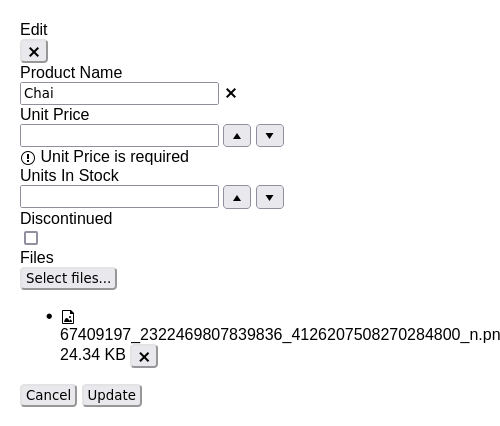 Edit
Product Name
Chai
Unit Price
Unit Price is required
Units In Stock
Discontinued
Files
Select files...
67409197_2322469807839836_4126207508270284800_n.pn
24.34 KB
Cancel Update